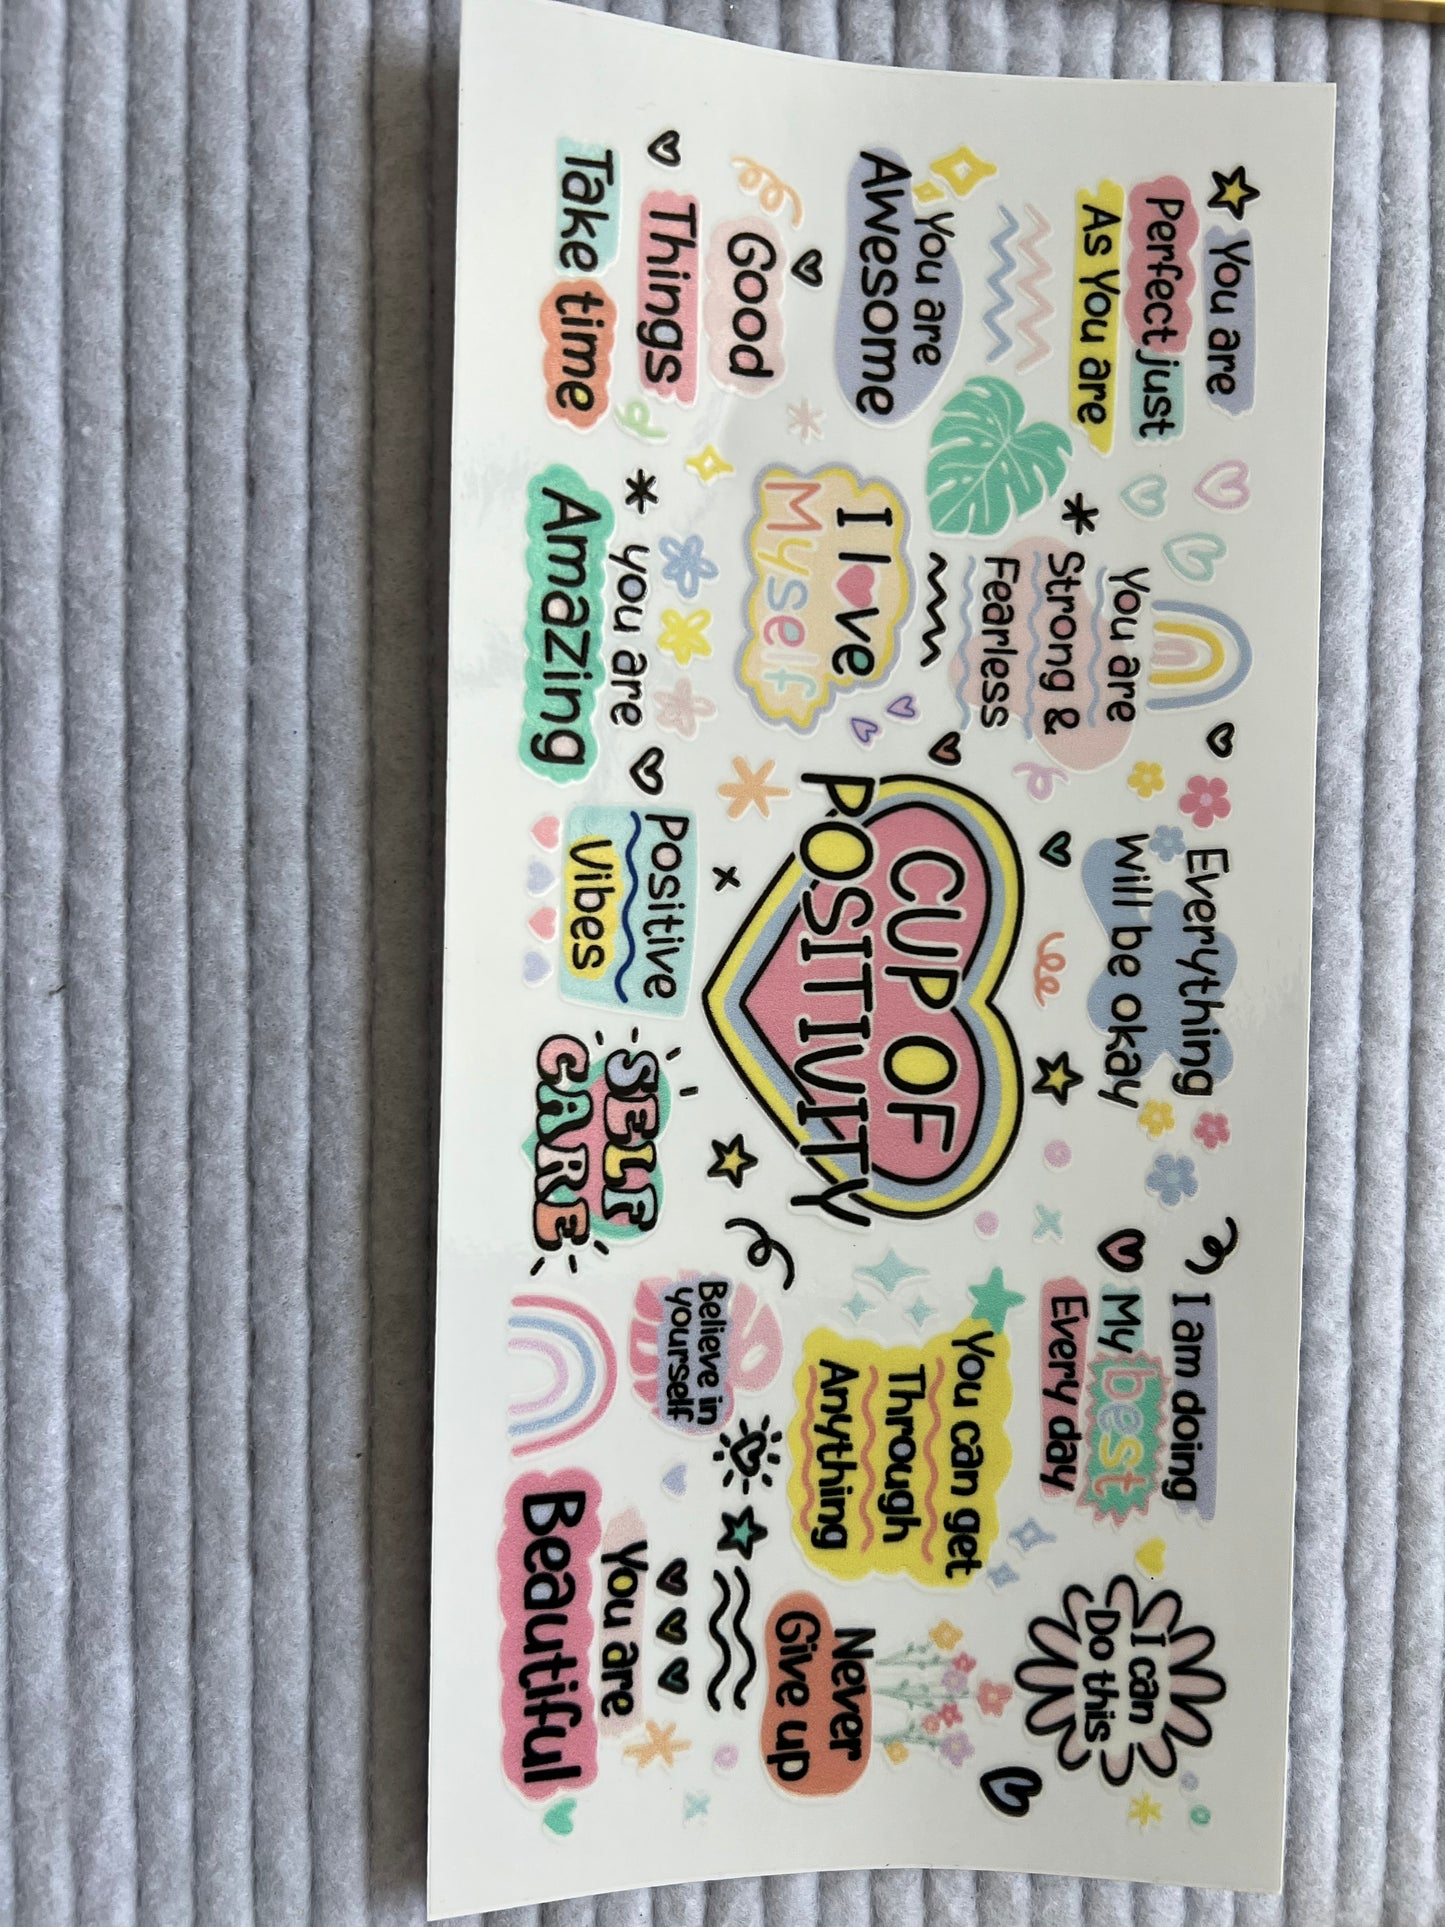 You are
Perfect just
As You are
You are
Awesome
Good
Things
Take time
You are
Strong &
Fearless
I love
Myself
you are
Amazing
Everything
Will be okay
CUP OF
POSITIVITY
Positive
Vibes
SELF
CARE
I am doing
My best
Every day
You can get
Through
Anything
Believe in
yourself
I can
Do this
Never
Give up
You are
Beautiful